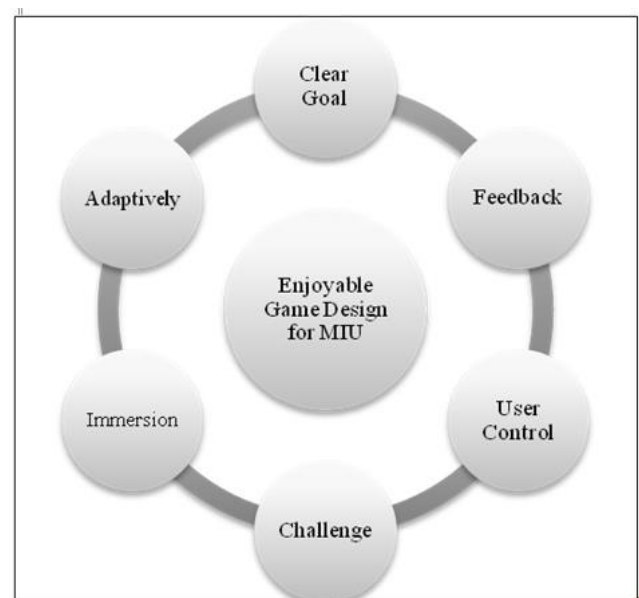 Clear
Goal
Feedback
User
Control
Challenge
Immersion
Adaptively
Enjoyable
Game Design
for MIU